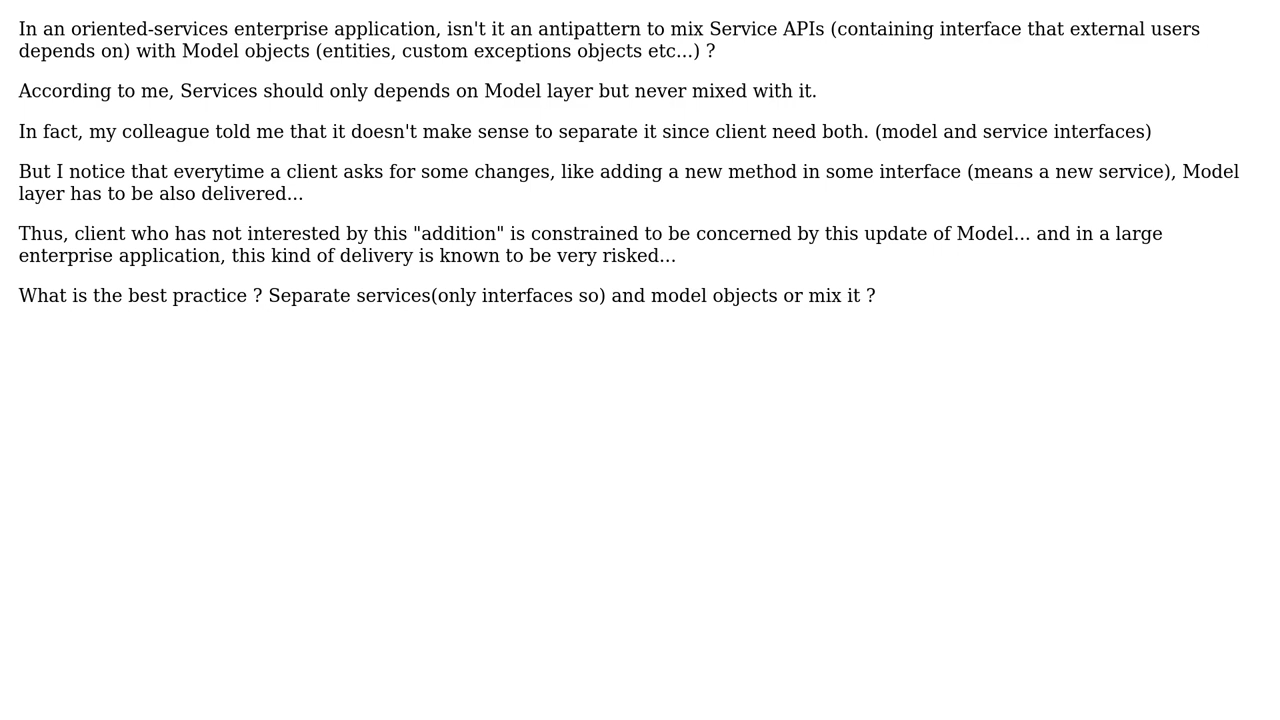 In an oriented-services enterprise application, isn't it an antipattern to mix Service APIs (containing interface that external users
depends on) with Model objects (entities, custom exceptions objects etc...) ?
According to me, Services should only depends on Model layer but never mixed with it.
In fact, my colleague told me that it doesn't make sense to separate it since client need both. (model and service interfaces)
But I notice that everytime a client asks for some changes, like adding a new method in some interface (means a new service), Model
layer has to be also delivered...
Thus, client who has not interested by this "addition" is constrained to be concerned by this update of Model... and in a large
enterprise application, this kind of delivery is known to be very risked...
What is the best practice ? Separate services(only interfaces so) and model objects or mix it ?